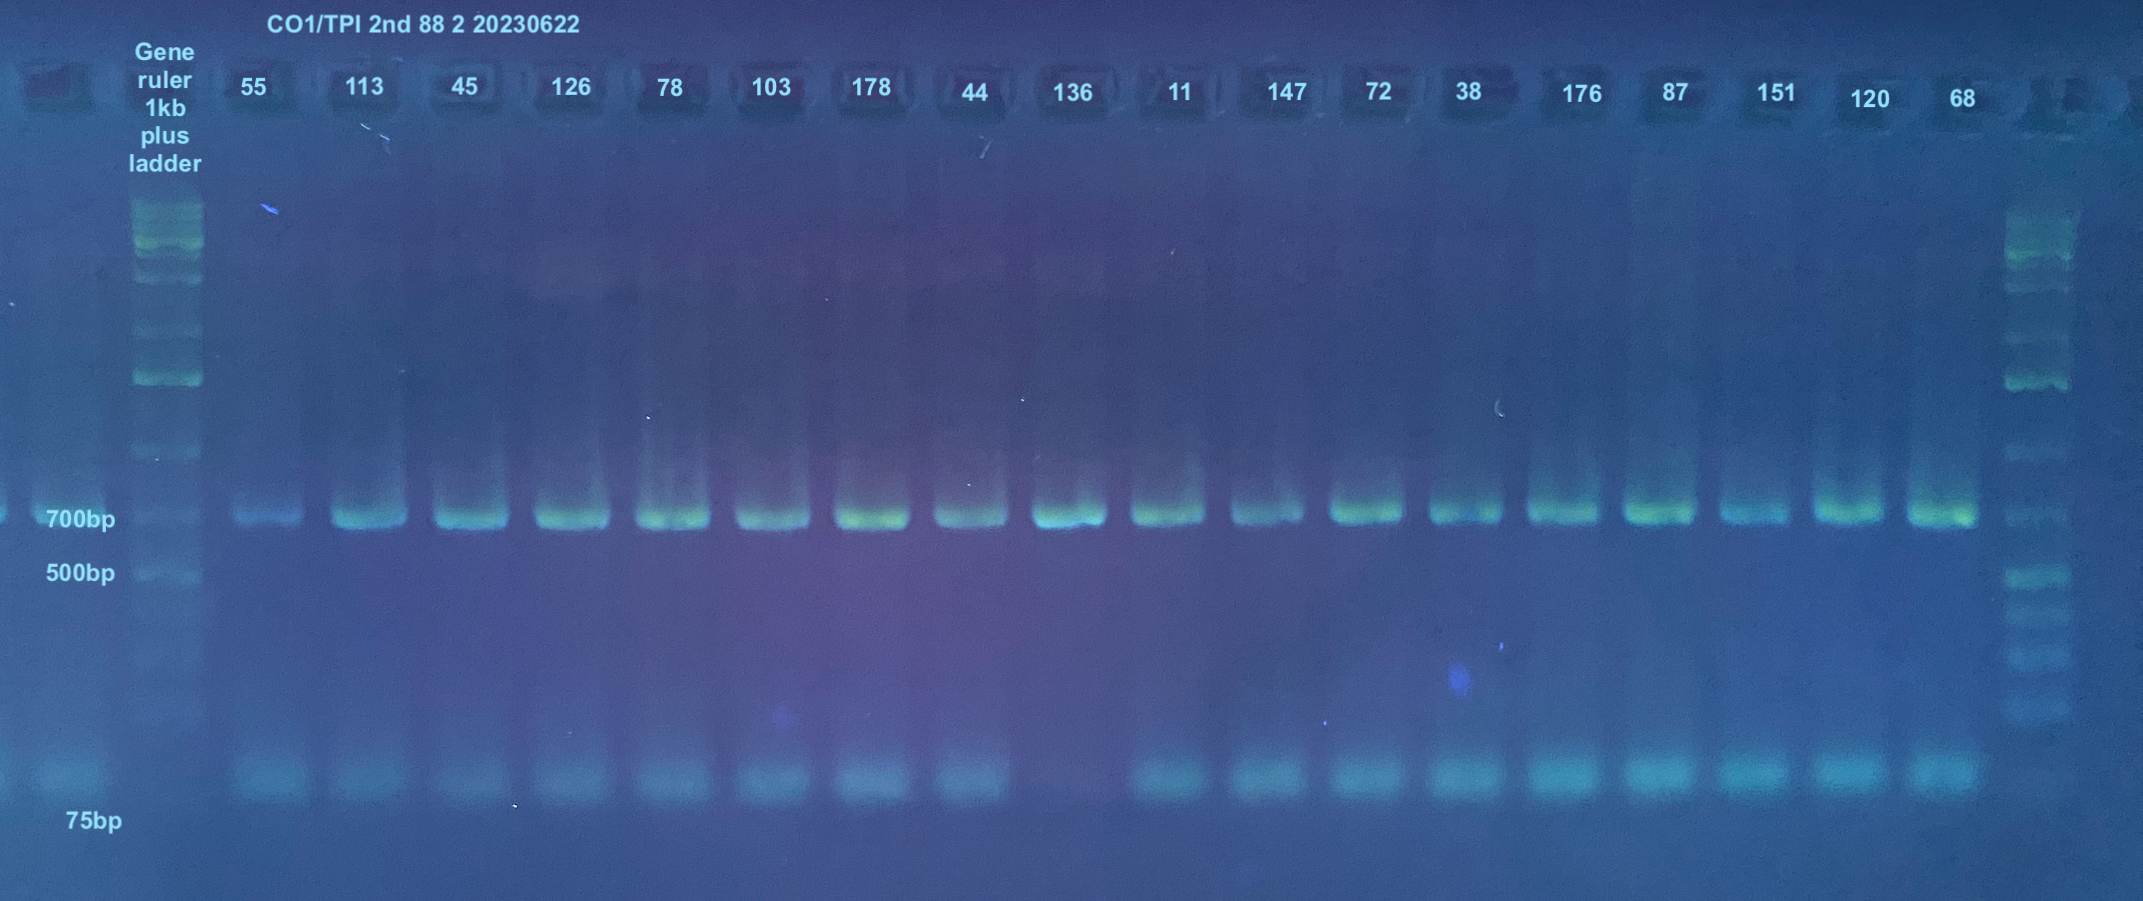 CO1/TPI 2nd 88 2 20230622
Gene
ruler
1kb
plus
ladder
55 113 45 126 78 103 178 44 136 11 147 72 38 176 87 151 120 68
700bp
500bp
75bp